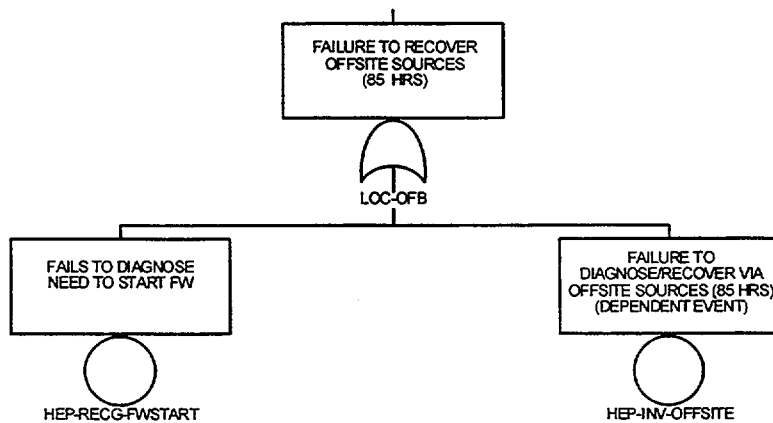 FAILURE TO RECOVER
OFFSITE SOURCES
(85 HRS)
LOC-OFB
FAILS TO DIAGNOSE
NEED TO START FW
HEP-RECG-FWSTART
FAILURE TO
DIAGNOSE/RECOVER VIA
OFFSITE SOURCES (85 HRS)
(DEPENDENT EVENT)
HEP-INV-OFFSITE